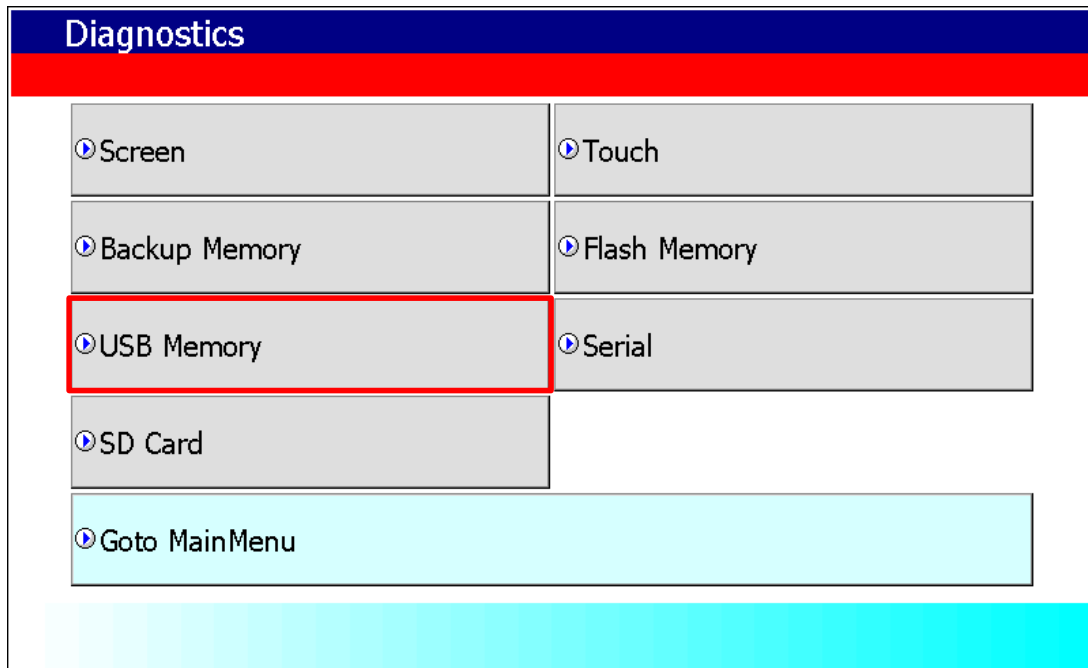 Diagnostics
Screen
Touch
Backup Memory
Flash Memory
USB Memory
Serial
SD Card
Goto MainMenu